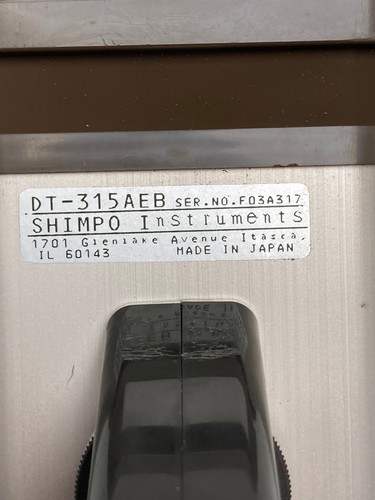 DT-315AEB SER.NO.F03A317
SHIMPO Instruments
1701 Glenlake Avenue Itasca,
IL 60143 MADE IN JAPAN